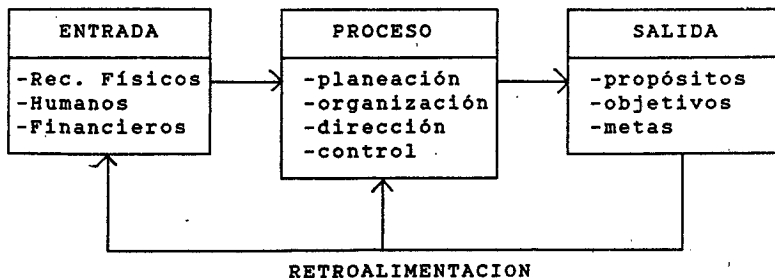 ENTRADA
-Rec. Físicos
-Humanos
-Financieros
PROCESO
-planeación
-organización
-dirección
-control
SALIDA
-propósitos
-objetivos
-metas
RETROALIMENTACION